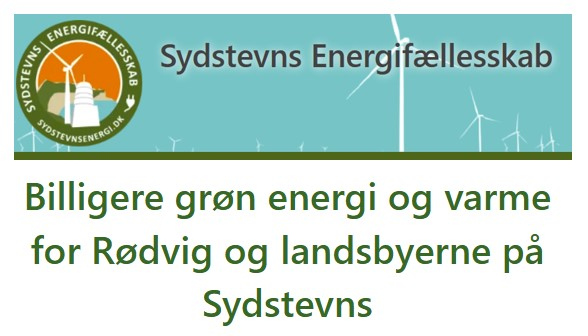 SYDSTEVNS ENERGIFÆLLESSKAB
SYDSTEVNSENERGI.DK
Sydstevns Energifællesskab
Billigere grøn energi og varme
for Rødvig og landsbyerne på
Sydstevns